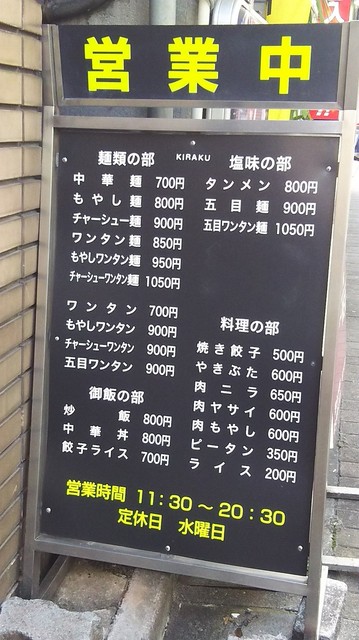 営業中
KIRAKU
麺類の部
中華麺 700円
もやし麺 800円
チャーシュー麺 900円
ワンタン麺 850円
もやしワンタン麺 950円
チャーシューワンタン麺 1050円
ワンタン 700円
もやしワンタン 900円
チャーシューワンタン 900円
五目ワンタン 900円
御飯の部
炒飯 800円
中華丼 800円
餃子ライス 700円
塩味の部
タンメン 800円
五目麺 900円
五目ワンタン麺 1050円
料理の部
焼き餃子 500円
やきぶた 600円
肉ニラ 650円
肉ヤサイ 600円
肉もやし 600円
ピータン 350円
ライス 200円
営業時間 11:30～20:30
定休日 水曜日